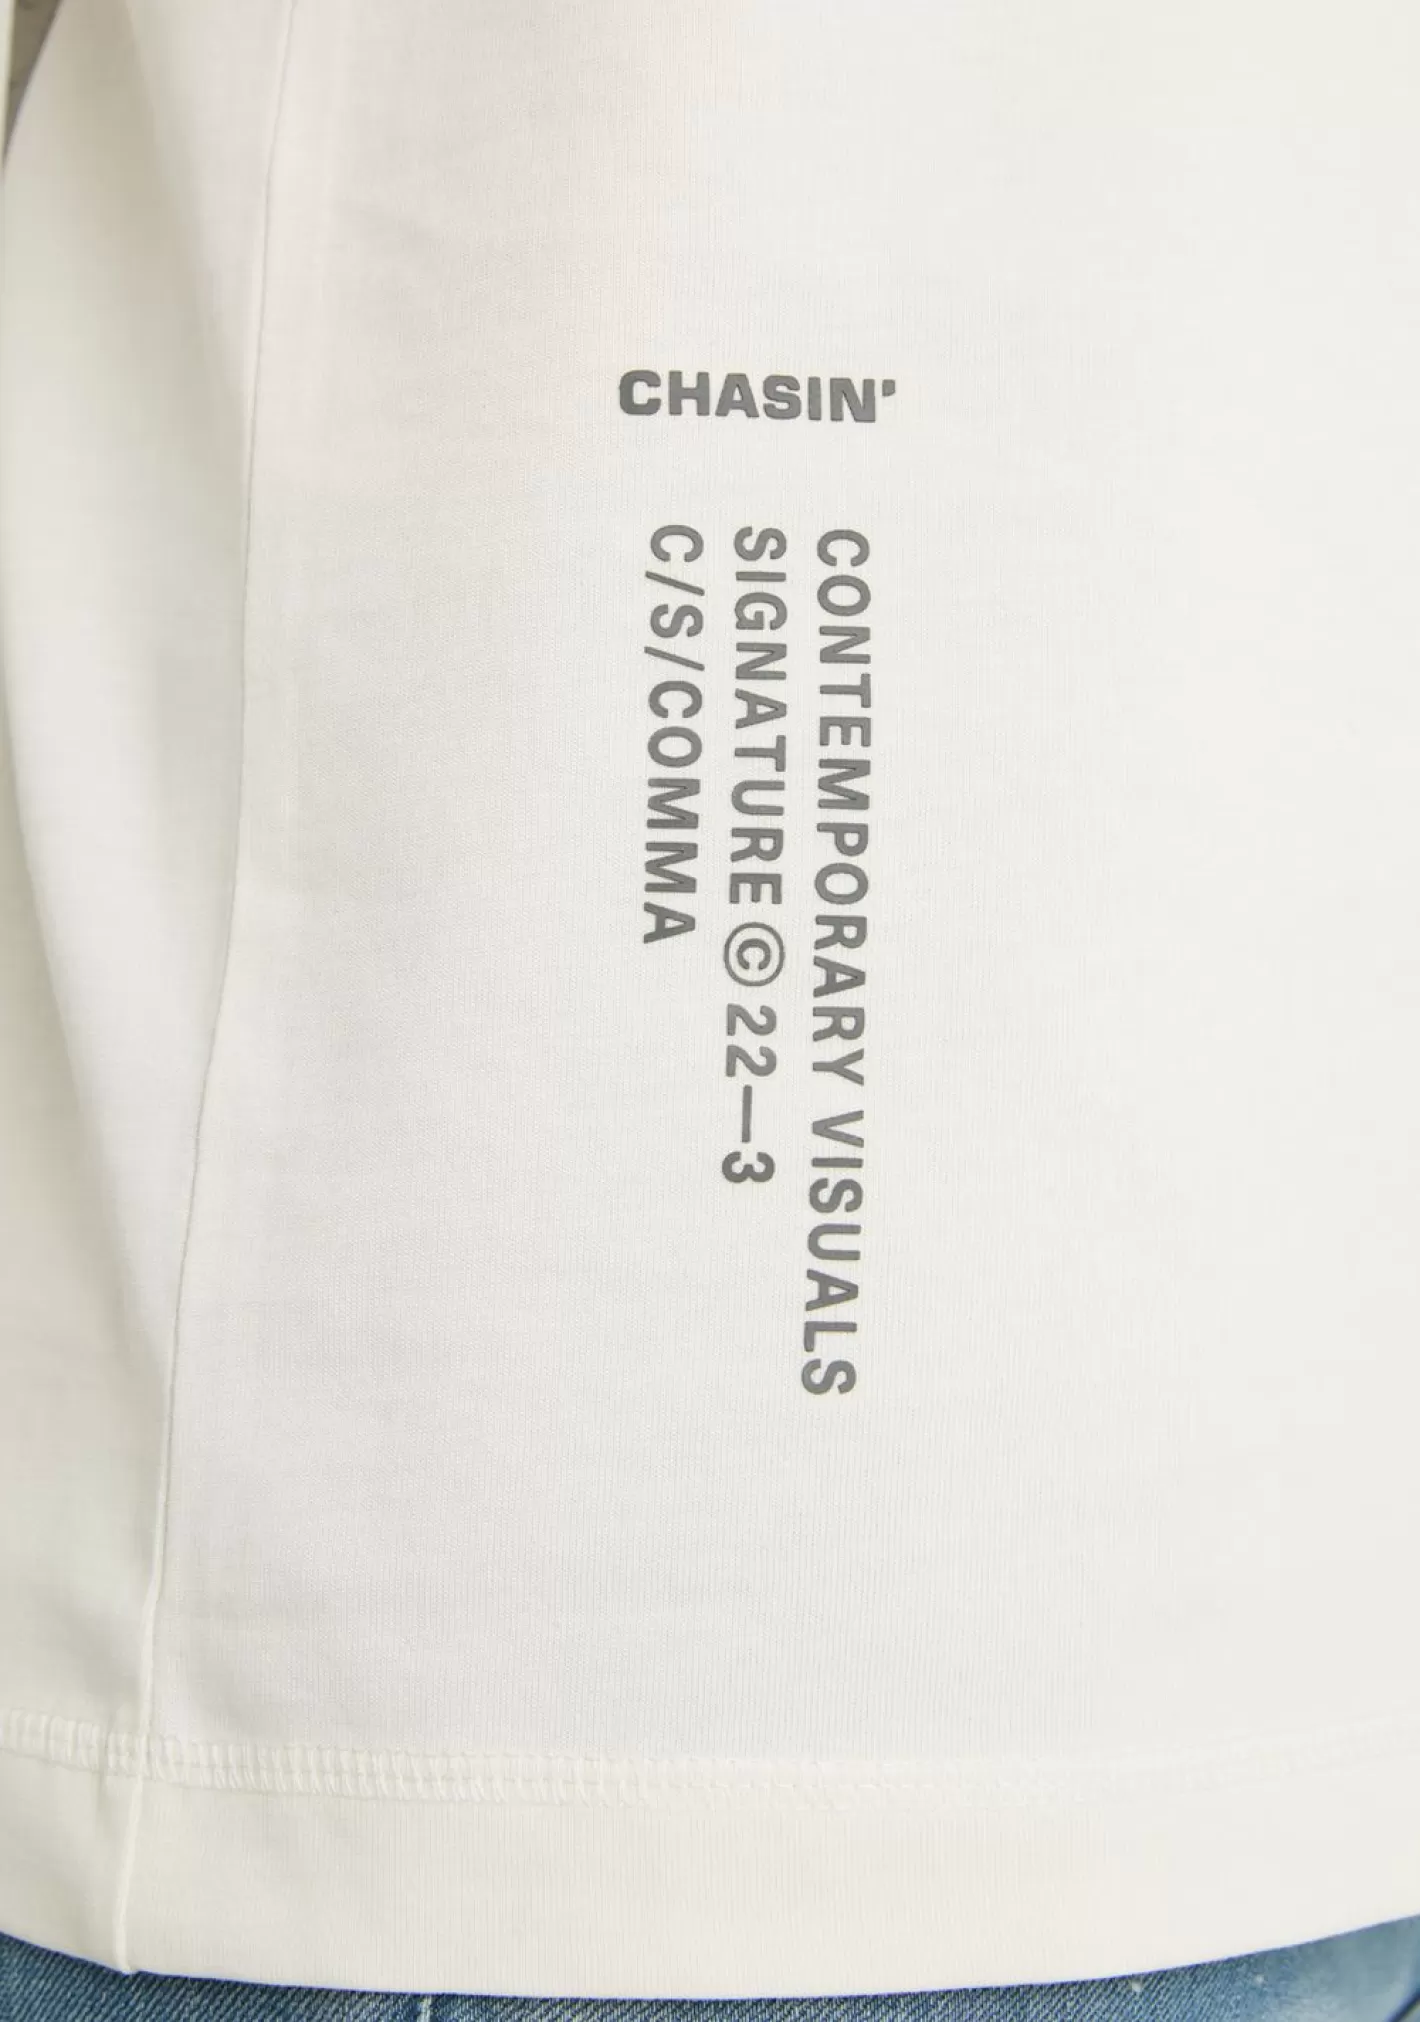 CHASIN'
CONTEMPORARY VISUALS
SIGNATURE©22—3
C/S/COMMA